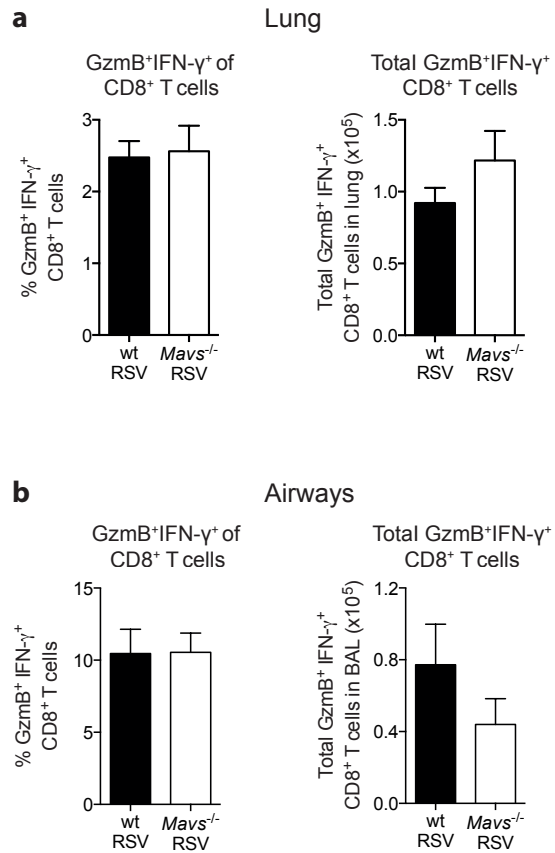 a Lung
GzmB⁺IFN-γ⁺ of
CD8⁺ T cells
% GzmB⁺ IFN-γ⁺
CD8⁺ T cells
3
2
1
0
wt
RSV
Mavs⁻/⁻
RSV
Total GzmB⁺IFN-γ⁺
CD8⁺ T cells
Total GzmB⁺ IFN-γ⁺
CD8⁺ T cells in lung (x10⁵)
1.5
1.0
0.5
0.0
wt
RSV
Mavs⁻/⁻
RSV
b Airways
GzmB⁺IFN-γ⁺ of
CD8⁺ T cells
% GzmB⁺ IFN-γ⁺
CD8⁺ T cells
15
10
5
0
wt
RSV
Mavs⁻/⁻
RSV
Total GzmB⁺IFN-γ⁺
CD8⁺ T cells
Total GzmB⁺ IFN-γ⁺
CD8⁺ T cells in BAL (x10⁵)
1.2
0.8
0.4
0.0
wt
RSV
Mavs⁻/⁻
RSV